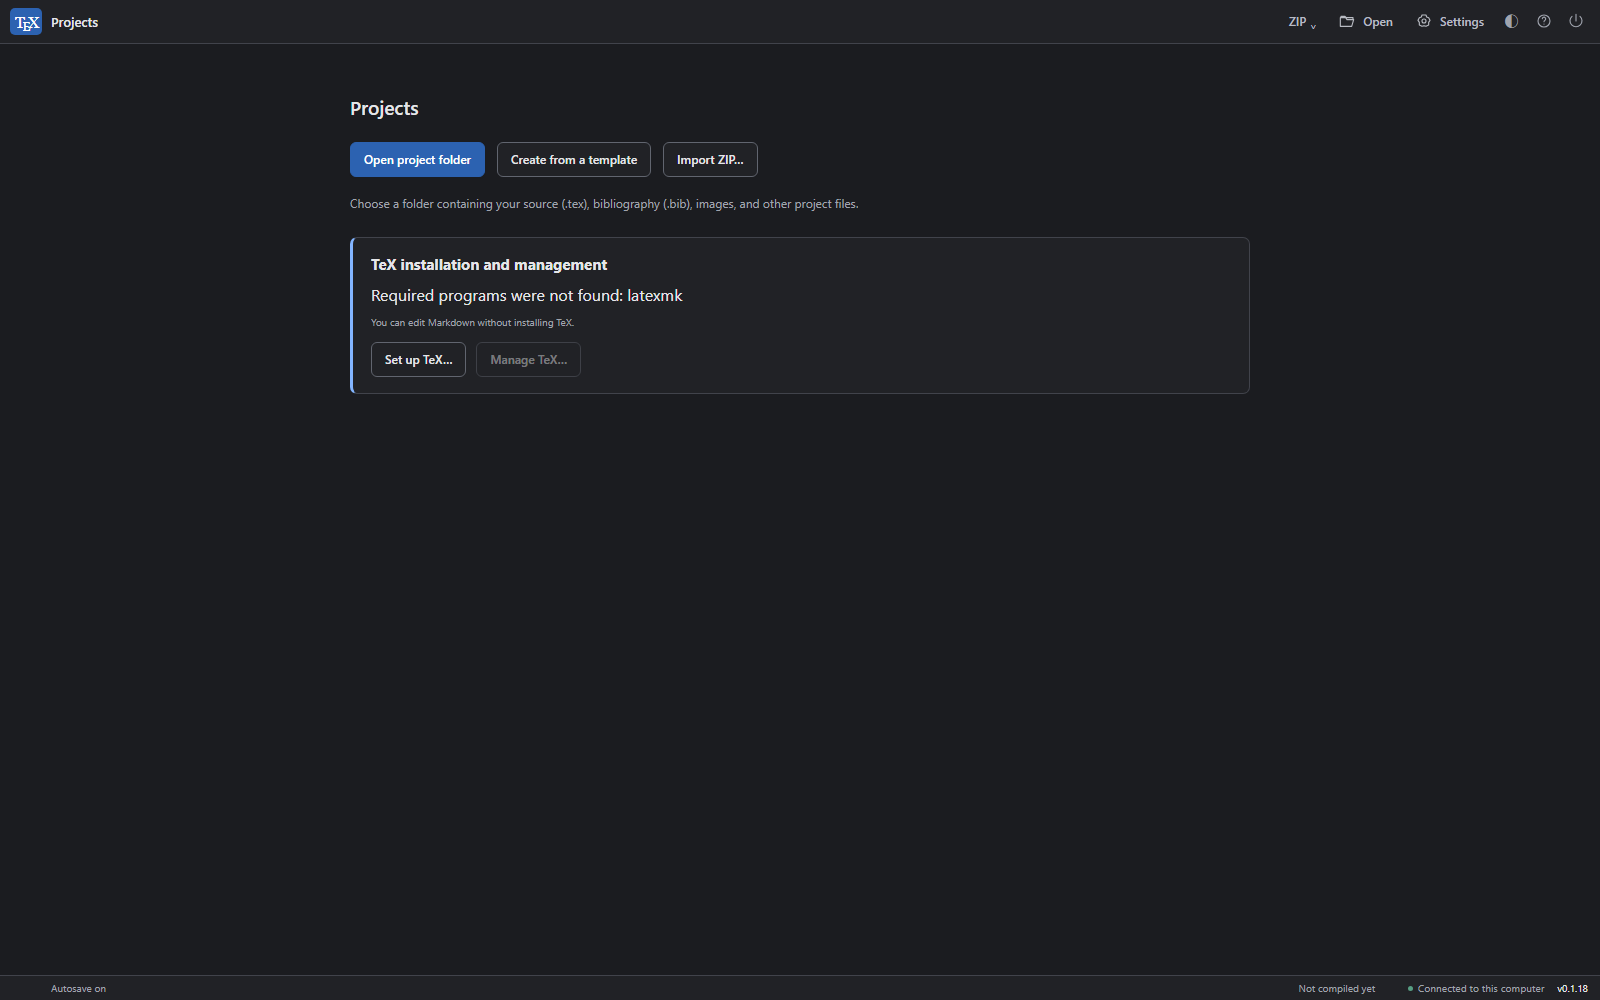 TEX Projects ZIP Open Settings
Projects
Open project folder Create from a template Import ZIP...
Choose a folder containing your source (.tex), bibliography (.bib), images, and other project files.
TeX installation and management
Required programs were not found: latexmk
You can edit Markdown without installing TeX.
Set up TeX... Manage TeX...
Autosave on Not compiled yet Connected to this computer v0.1.18